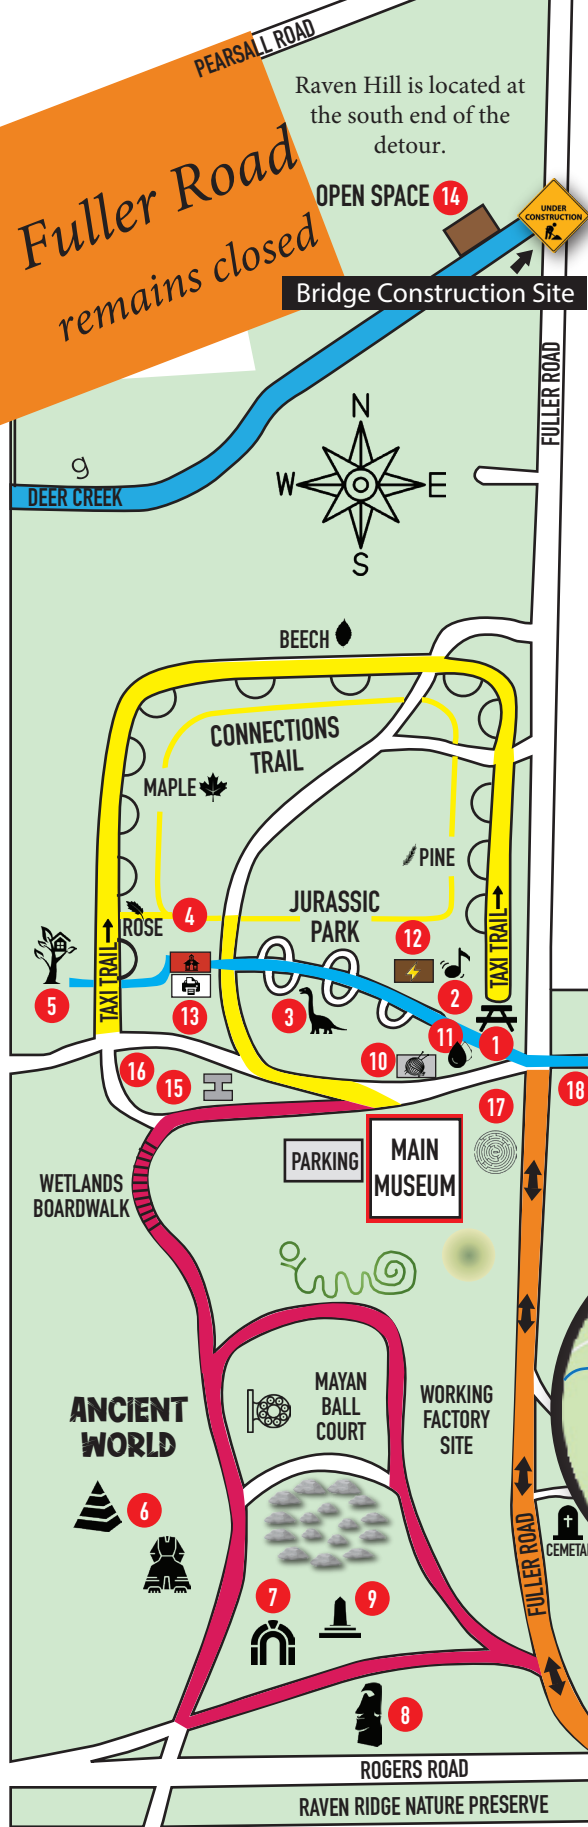 PEARSALL ROAD
Raven Hill is located at
the south end of the
detour.
Fuller Road
remains closed
OPEN SPACE 14
UNDER
CONSTRUCTION
Bridge Construction Site
FULLER ROAD
N
W E
S
g
DEER CREEK
BEECH
CONNECTIONS
TRAIL
MAPLE
PINE
JURASSIC
PARK
4
ROSE
12
TAXI TRAIL
TAXI TRAIL
5
2
13
3
11
1
10
16
15
17
18
PARKING
MAIN
MUSEUM
WETLANDS
BOARDWALK
MAYAN
BALL
COURT
WORKING
FACTORY
SITE
ANCIENT
WORLD
6
FULLER ROAD
CEMETA
7
9
8
ROGERS ROAD
RAVEN RIDGE NATURE PRESERVE